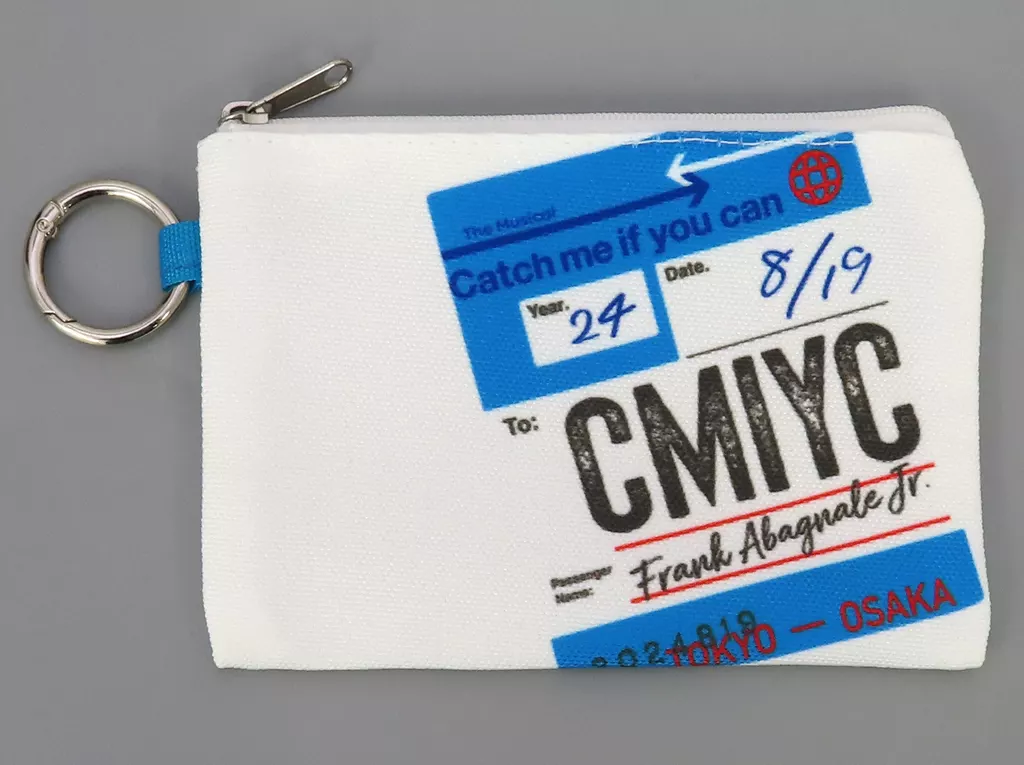 The Musical
Catch me if you can
Year. 24
Date. 8/19
To: CMIYC
Passenger Name: Frank Abagnale Jr.
2024819
TOKYO — OSAKA